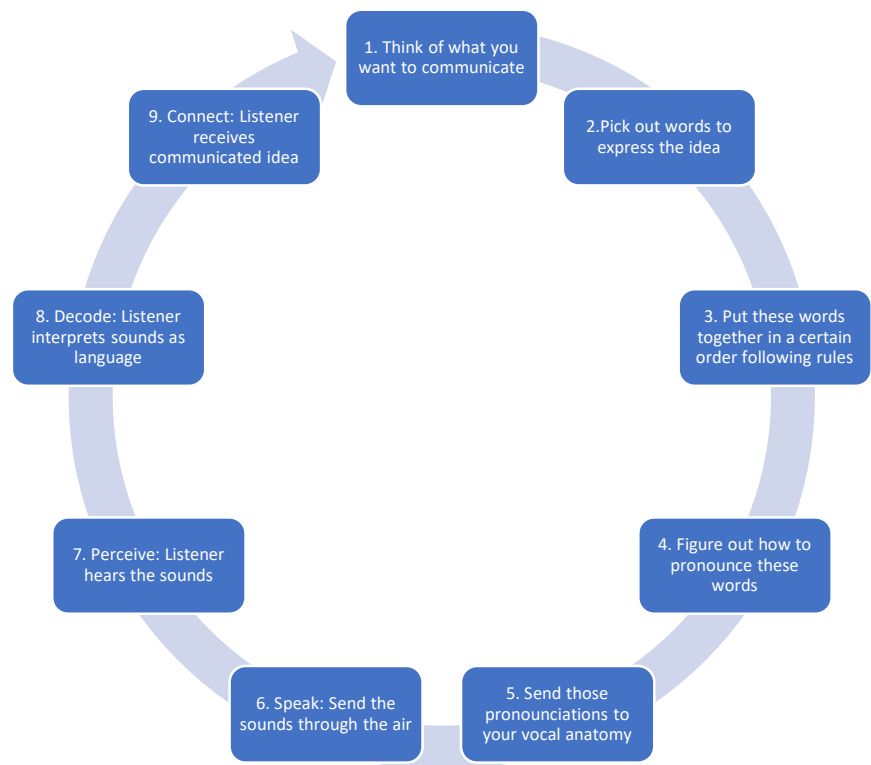 1. Think of what you
want to communicate
2.Pick out words to
express the idea
3. Put these words
together in a certain
order following rules
4. Figure out how to
pronounce these
words
5. Send those
pronounciations to
your vocal anatomy
6. Speak: Send the
sounds through the air
7. Perceive: Listener
hears the sounds
8. Decode: Listener
interprets sounds as
language
9. Connect: Listener
receives
communicated idea